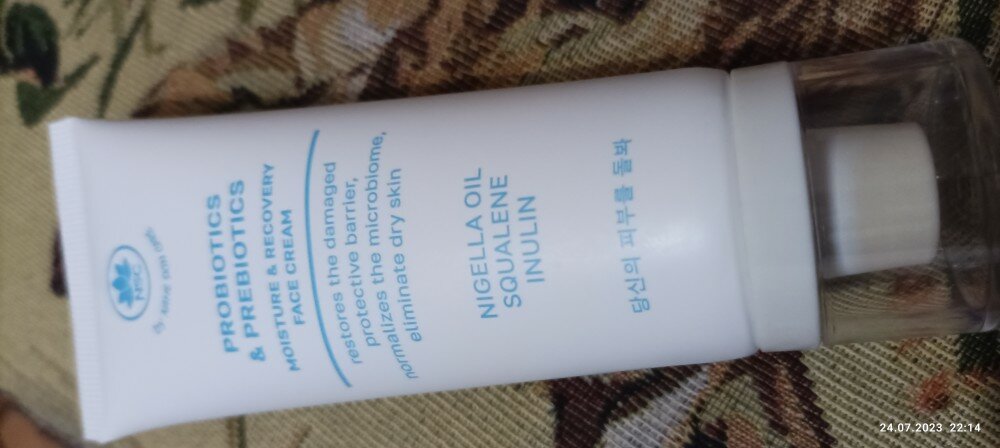 NBC
PROBIOTICS
& PREBIOTICS
MOISTURE & RECOVERY
FACE CREAM
restores the damaged
protective barrier,
normalizes the microbiome,
eliminate dry skin
NIGELLA OIL
SQUALENE
INULIN
당신의 피부를 돌봐
24.07.2023 22:14